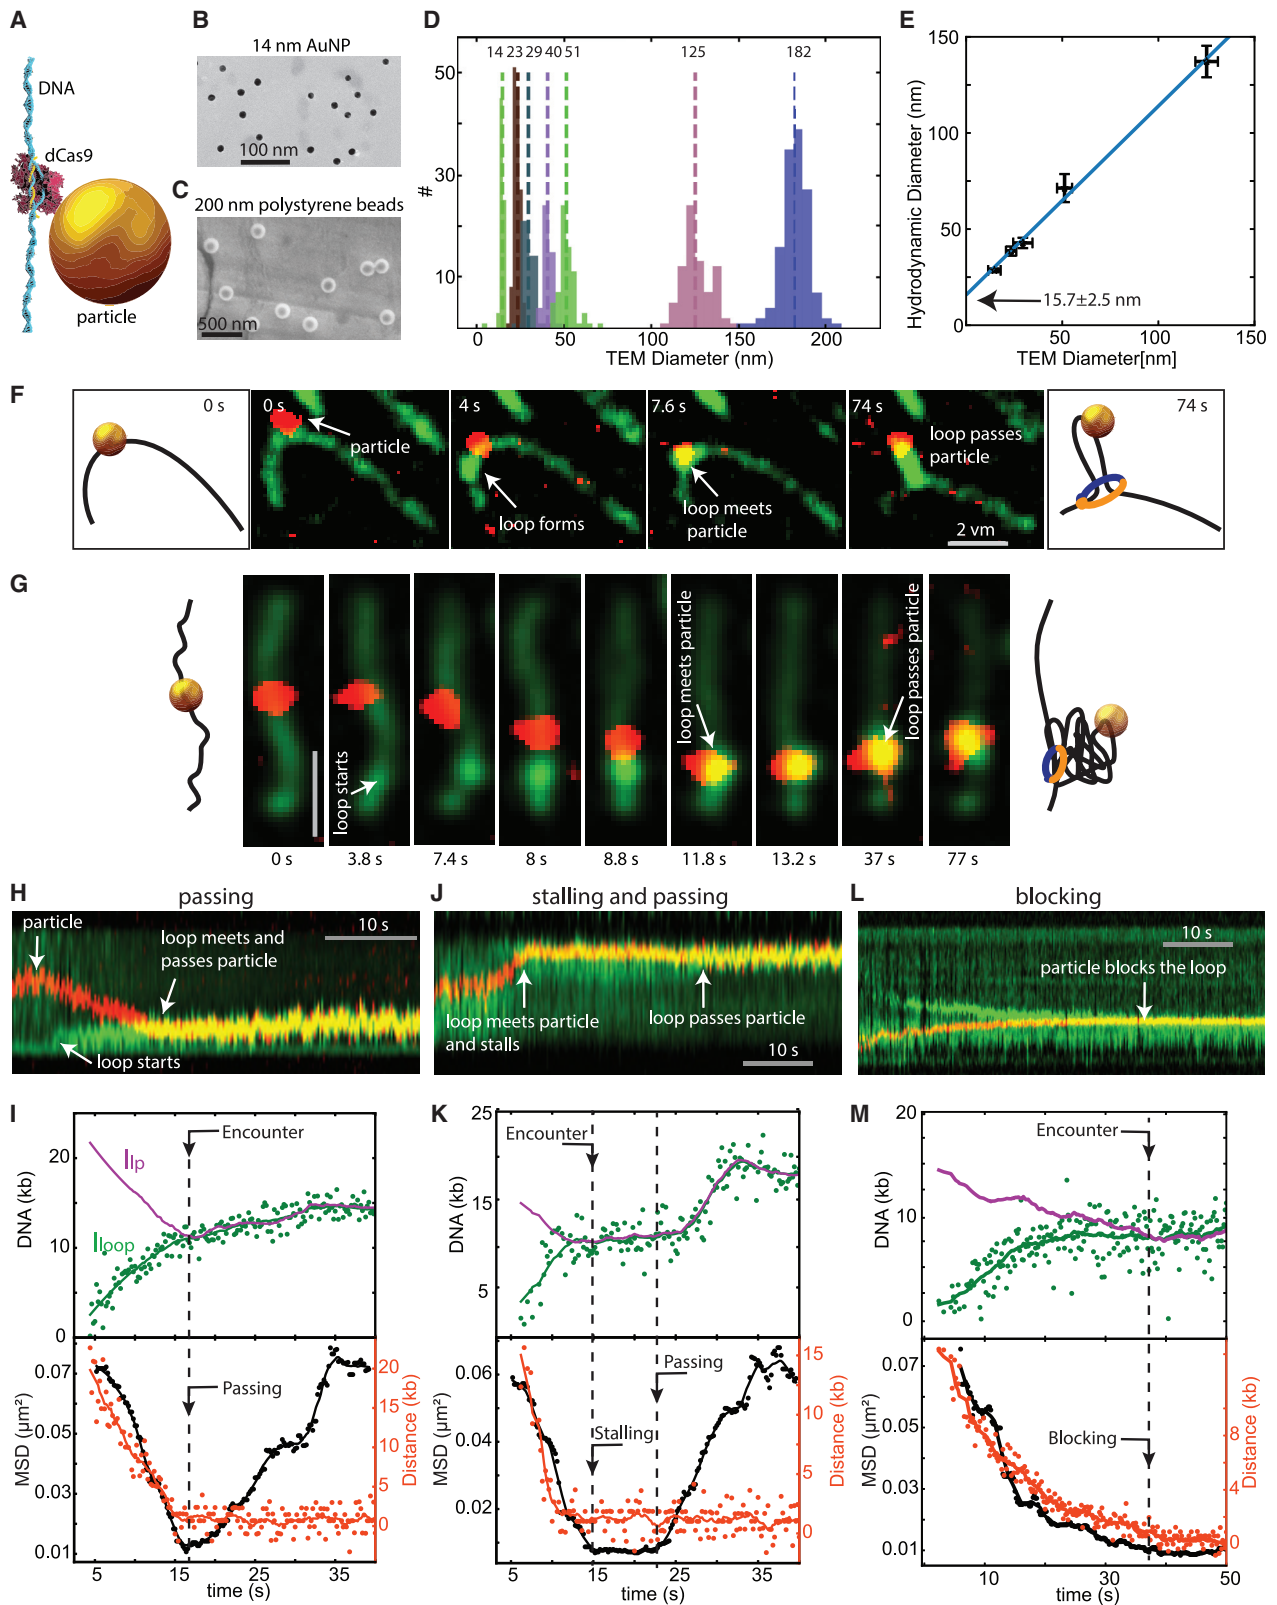 A
DNA
dCas9
particle
B
14 nm AuNP
100 nm
C
200 nm polystyrene beads
500 nm
D
14 23 29 40 51 125 182
#
50
30
10
0 50 100 150 200
TEM Diameter (nm)
E
Hydrodynamic Diameter (nm)
150
100
50
0
15.7±2.5 nm
0 50 100 150
TEM Diameter[nm]
F
0 s
0 s
particle
4 s
loop forms
7.6 s
loop meets
particle
74 s
loop passes
particle
2 vm
74 s
G
loop starts
loop meets particle
loop passes particle
0 s 3.8 s 7.4 s 8 s 8.8 s 11.8 s 13.2 s 37 s 77 s
H
passing
particle
loop meets and
passes particle
10 s
loop starts
J
stalling and passing
loop meets particle
and stalls
loop passes particle
10 s
L
blocking
10 s
particle blocks the loop
I
DNA (kb)
20
10
0
Ilp
Iloop
Encounter
MSD (µm²)
0.07
0.05
0.03
0.01
Passing
Distance (kb)
20
15
10
5
0
5 15 25 35
time (s)
K
DNA (kb)
25
15
5
Encounter
MSD (µm²)
0.06
0.04
0.02
Stalling
Passing
Distance (kb)
15
10
5
0
5 15 25 35
time (s)
M
DNA (kb)
20
10
0
Encounter
MSD (µm²)
0.07
0.05
0.03
0.01
Blocking
Distance (kb)
8
4
0
10 30 50
time (s)